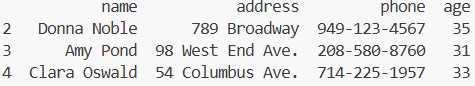 name address phone age
2 Donna Noble 789 Broadway 949-123-4567 35
3 Amy Pond 98 West End Ave. 208-580-8760 31
4 Clara Oswald 54 Columbus Ave. 714-225-1957 33